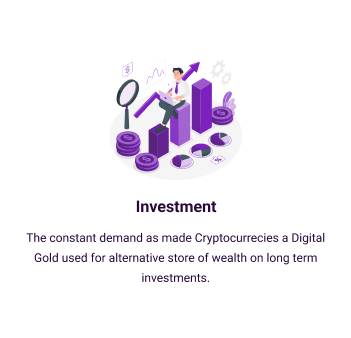 Investment
The constant demand as made Cryptocurrecies a Digital
Gold used for alternative store of wealth on long term
investments.